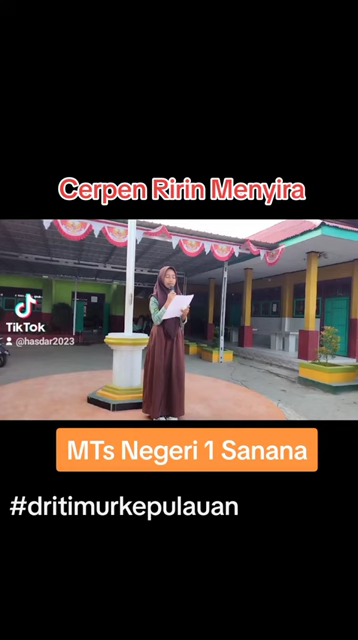 Cerpen Ririn Menyira
TikTok
@hasdar2023
MTs Negeri 1 Sanana
#dritimurkepulauan